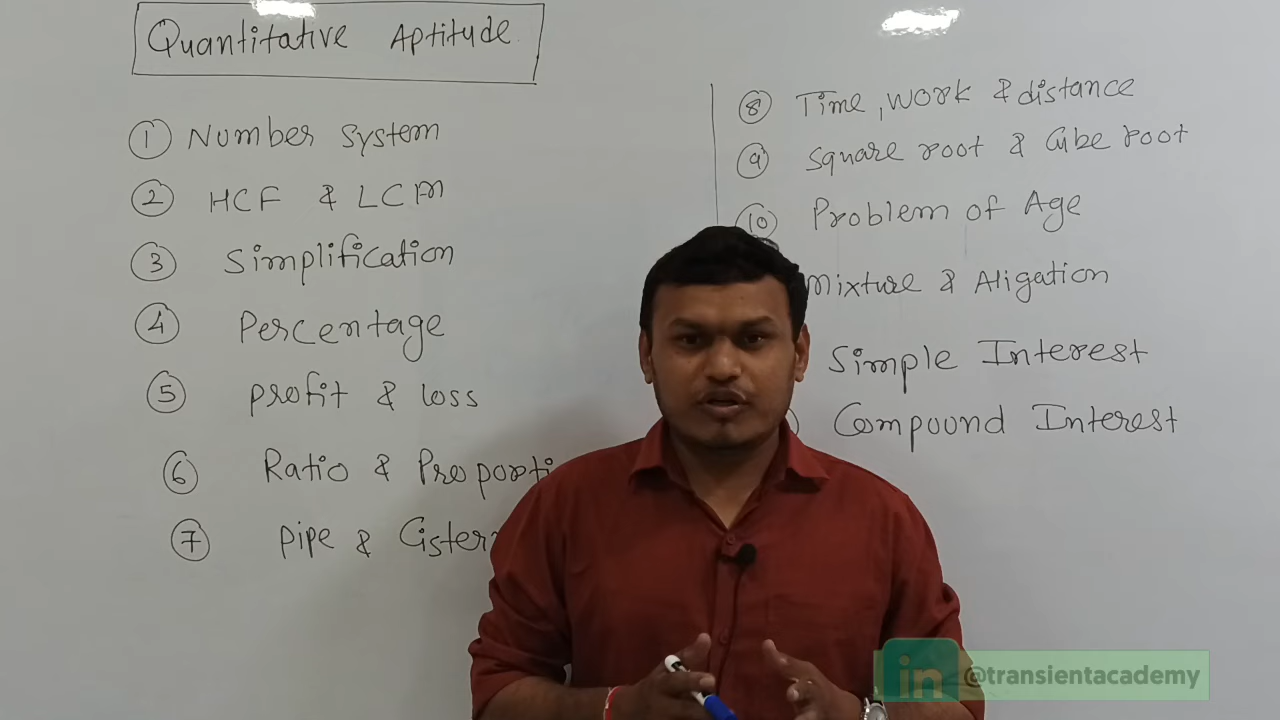 Quantitative Aptitude
① Number System
② HCF & LCM
③ Simplification
④ Percentage
⑤ Profit & loss
⑥ Ratio & Proporti
⑦ Pipe & Cistern
⑧ Time, Work & distance
⑨ Square root & Cube root
⑩ Problem of Age
Mixture & Aligation
Simple Interest
Compound Interest
in @transientacademy